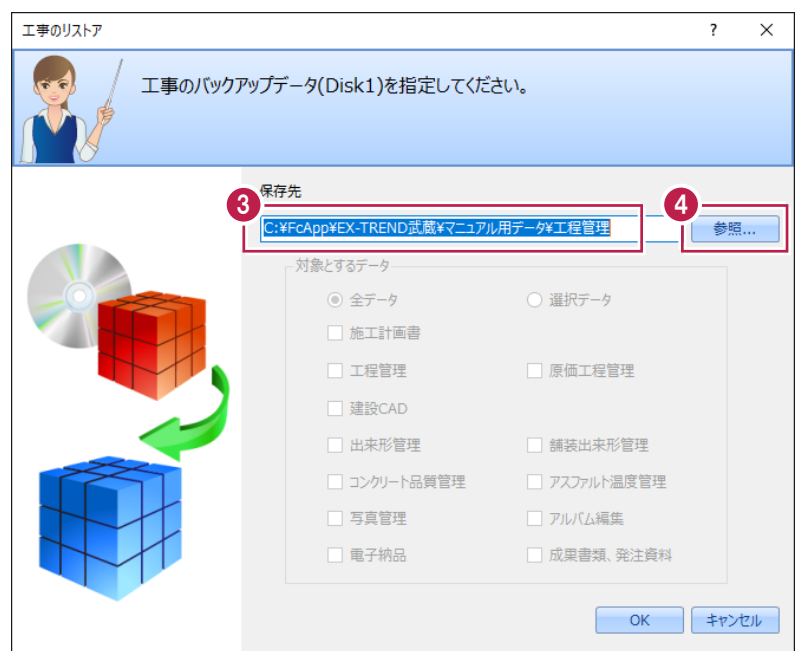 工事のリストア ? ×
工事のバックアップデータ(Disk1)を指定してください。
保存先
3
4
C:¥FcApp¥EX-TREND武蔵¥マニュアル用データ¥工程管理 参照...
対象とするデータ
全データ 選択データ
施工計画書
工程管理 原価工程管理
建設CAD
出来形管理 舗装出来形管理
コンクリート品質管理 アスファルト温度管理
写真管理 アルバム編集
電子納品 成果書類、発注資料
OK キャンセル